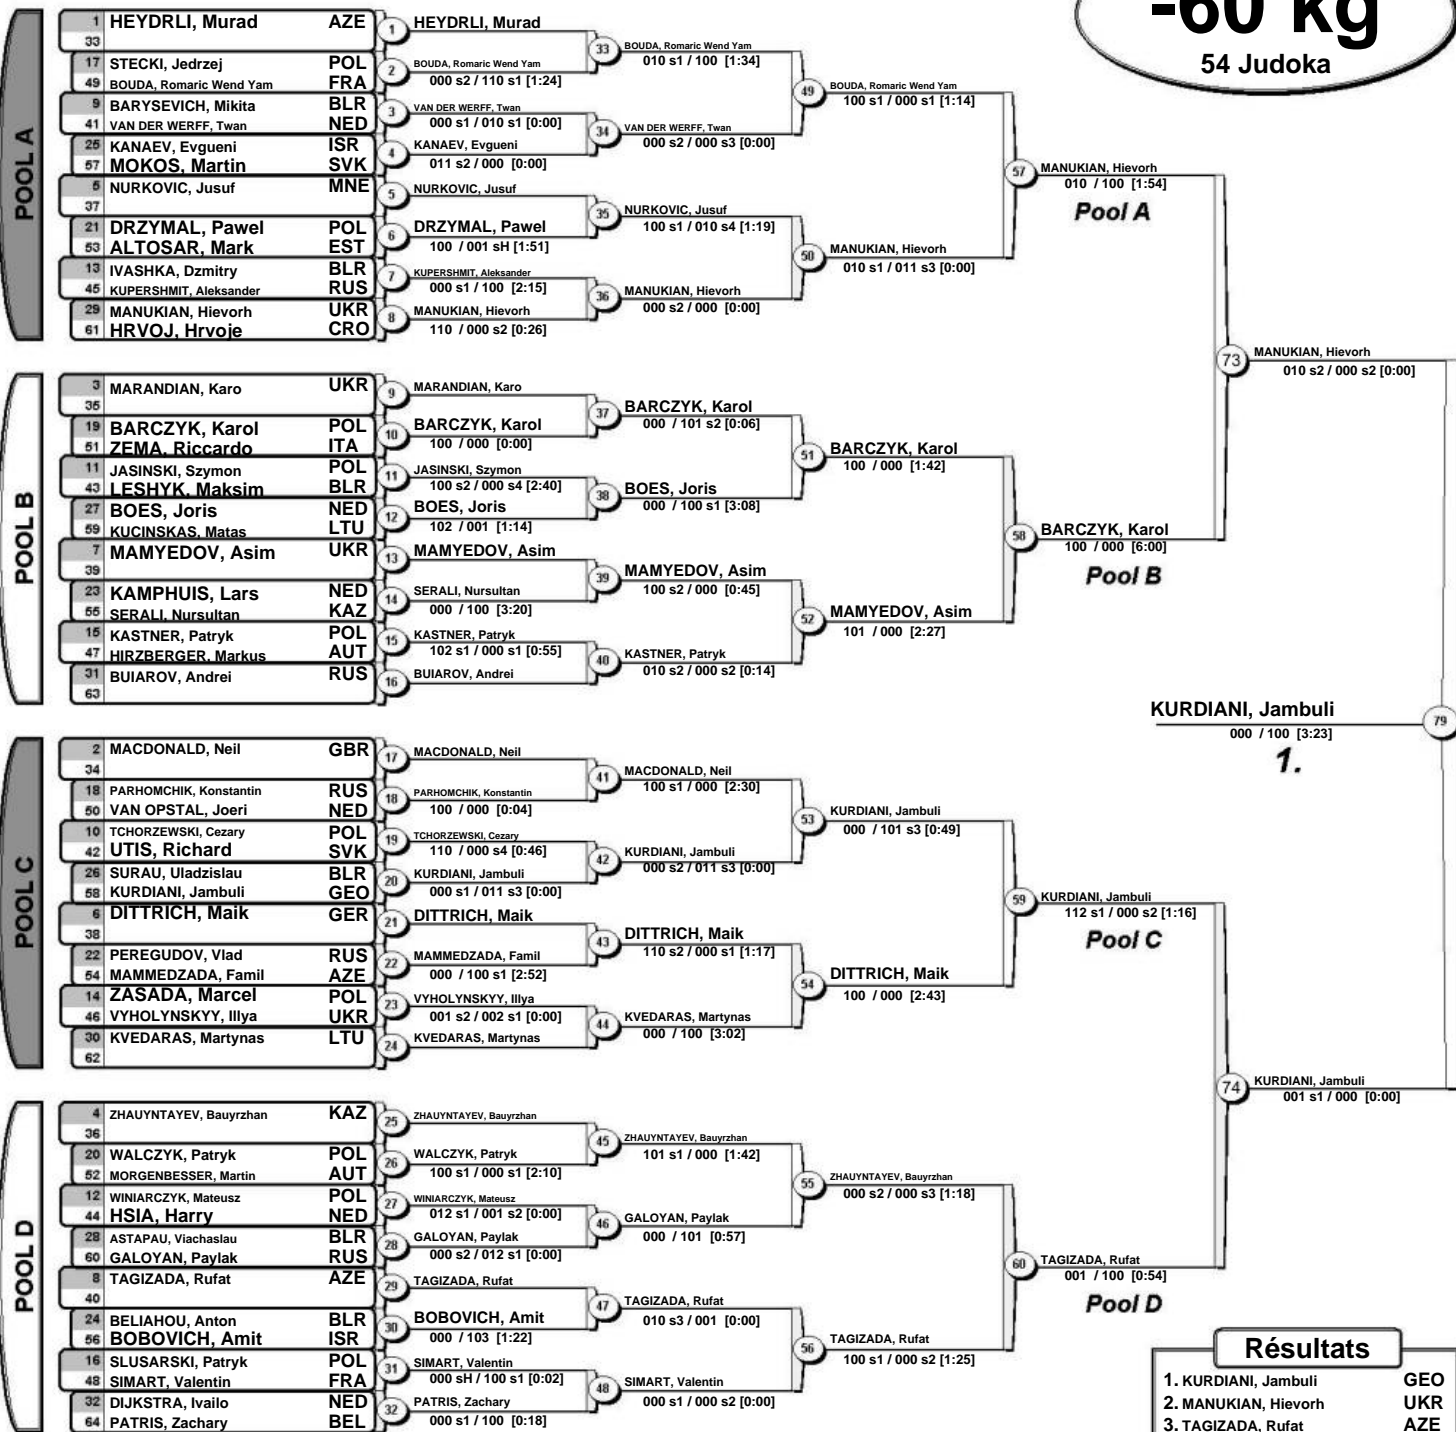 -60 kg
54 Judoka
POOL A
1 HEYDRLI, Murad AZE
33
17 STECKI, Jedrzej POL
49 BOUDA, Romaric Wend Yam FRA
9 BARYSEVICH, Mikita BLR
41 VAN DER WERFF, Twan NED
25 KANAEV, Evgueni ISR
57 MOKOS, Martin SVK
5 NURKOVIC, Jusuf MNE
37
21 DRZYMAL, Pawel POL
53 ALTOSAR, Mark EST
13 IVASHKA, Dzmitry BLR
45 KUPERSHMIT, Aleksander RUS
29 MANUKIAN, Hievorh UKR
61 HRVOJ, Hrvoje CRO
1 HEYDRLI, Murad
2 BOUDA, Romaric Wend Yam
000 s2 / 110 s1 [1:24]
3 VAN DER WERFF, Twan
000 s1 / 010 s1 [0:00]
4 KANAEV, Evgueni
011 s2 / 000 [0:00]
5 NURKOVIC, Jusuf
6 DRZYMAL, Pawel
100 / 001 sH [1:51]
7 KUPERSHMIT, Aleksander
000 s1 / 100 [2:15]
8 MANUKIAN, Hievorh
110 / 000 s2 [0:26]
33 BOUDA, Romaric Wend Yam
010 s1 / 100 [1:34]
34 VAN DER WERFF, Twan
000 s2 / 000 s3 [0:00]
35 NURKOVIC, Jusuf
100 s1 / 010 s4 [1:19]
36 MANUKIAN, Hievorh
000 s2 / 000 [0:00]
49 BOUDA, Romaric Wend Yam
100 s1 / 000 s1 [1:14]
50 MANUKIAN, Hievorh
010 s1 / 011 s3 [0:00]
57 MANUKIAN, Hievorh
010 / 100 [1:54]
Pool A
POOL B
3 MARANDIAN, Karo UKR
35
19 BARCZYK, Karol POL
51 ZEMA, Riccardo ITA
11 JASINSKI, Szymon POL
43 LESHYK, Maksim BLR
27 BOES, Joris NED
59 KUCINSKAS, Matas LTU
7 MAMYEDOV, Asim UKR
39
23 KAMPHUIS, Lars NED
55 SERALI, Nursultan KAZ
15 KASTNER, Patryk POL
47 HIRZBERGER, Markus AUT
31 BUIAROV, Andrei RUS
63
9 MARANDIAN, Karo
10 BARCZYK, Karol
100 / 000 [0:00]
11 JASINSKI, Szymon
100 s2 / 000 s4 [2:40]
12 BOES, Joris
102 / 001 [1:14]
13 MAMYEDOV, Asim
14 SERALI, Nursultan
000 / 100 [3:20]
15 KASTNER, Patryk
102 s1 / 000 s1 [0:55]
16 BUIAROV, Andrei
37 BARCZYK, Karol
000 / 101 s2 [0:06]
38 BOES, Joris
000 / 100 s1 [3:08]
39 MAMYEDOV, Asim
100 s2 / 000 [0:45]
40 KASTNER, Patryk
010 s2 / 000 s2 [0:14]
51 BARCZYK, Karol
100 / 000 [1:42]
52 MAMYEDOV, Asim
101 / 000 [2:27]
58 BARCZYK, Karol
100 / 000 [6:00]
Pool B
73 MANUKIAN, Hievorh
010 s2 / 000 s2 [0:00]
KURDIANI, Jambuli 79
000 / 100 [3:23]
1.
POOL C
2 MACDONALD, Neil GBR
34
18 PARHOMCHIK, Konstantin RUS
50 VAN OPSTAL, Joeri NED
10 TCHORZEWSKI, Cezary POL
42 UTIS, Richard SVK
26 SURAU, Uladzislau BLR
58 KURDIANI, Jambuli GEO
6 DITTRICH, Maik GER
38
22 PEREGUDOV, Vlad RUS
54 MAMMEDZADA, Famil AZE
14 ZASADA, Marcel POL
46 VYHOLYNSKYY, Illya UKR
30 KVEDARAS, Martynas LTU
62
17 MACDONALD, Neil
18 PARHOMCHIK, Konstantin
100 / 000 [0:04]
19 TCHORZEWSKI, Cezary
110 / 000 s4 [0:46]
20 KURDIANI, Jambuli
000 s1 / 011 s3 [0:00]
21 DITTRICH, Maik
22 MAMMEDZADA, Famil
000 / 100 s1 [2:52]
23 VYHOLYNSKYY, Illya
001 s2 / 002 s1 [0:00]
24 KVEDARAS, Martynas
41 MACDONALD, Neil
100 s1 / 000 [2:30]
42 KURDIANI, Jambuli
000 s2 / 011 s3 [0:00]
43 DITTRICH, Maik
110 s2 / 000 s1 [1:17]
44 KVEDARAS, Martynas
000 / 100 [3:02]
53 KURDIANI, Jambuli
000 / 101 s3 [0:49]
54 DITTRICH, Maik
100 / 000 [2:43]
59 KURDIANI, Jambuli
112 s1 / 000 s2 [1:16]
Pool C
74 KURDIANI, Jambuli
001 s1 / 000 [0:00]
POOL D
4 ZHAUYNTAYEV, Bauyrzhan KAZ
36
20 WALCZYK, Patryk POL
52 MORGENBESSER, Martin AUT
12 WINIARCZYK, Mateusz POL
44 HSIA, Harry NED
28 ASTAPAU, Viachaslau BLR
60 GALOYAN, Paylak RUS
8 TAGIZADA, Rufat AZE
40
24 BELIAHOU, Anton BLR
56 BOBOVICH, Amit ISR
16 SLUSARSKI, Patryk POL
48 SIMART, Valentin FRA
32 DIJKSTRA, Ivailo NED
64 PATRIS, Zachary BEL
25 ZHAUYNTAYEV, Bauyrzhan
26 WALCZYK, Patryk
100 s1 / 000 s1 [2:10]
27 WINIARCZYK, Mateusz
012 s1 / 001 s2 [0:00]
28 GALOYAN, Paylak
000 s2 / 012 s1 [0:00]
29 TAGIZADA, Rufat
30 BOBOVICH, Amit
000 / 103 [1:22]
31 SIMART, Valentin
000 sH / 100 s1 [0:02]
32 PATRIS, Zachary
000 s1 / 100 [0:18]
45 ZHAUYNTAYEV, Bauyrzhan
101 s1 / 000 [1:42]
46 GALOYAN, Paylak
000 / 101 [0:57]
47 TAGIZADA, Rufat
010 s3 / 001 [0:00]
48 SIMART, Valentin
000 s1 / 000 s2 [0:00]
55 ZHAUYNTAYEV, Bauyrzhan
000 s2 / 000 s3 [1:18]
56 TAGIZADA, Rufat
100 s1 / 000 s2 [1:25]
60 TAGIZADA, Rufat
001 / 100 [0:54]
Pool D
Résultats
1. KURDIANI, Jambuli GEO
2. MANUKIAN, Hievorh UKR
3. TAGIZADA, Rufat AZE